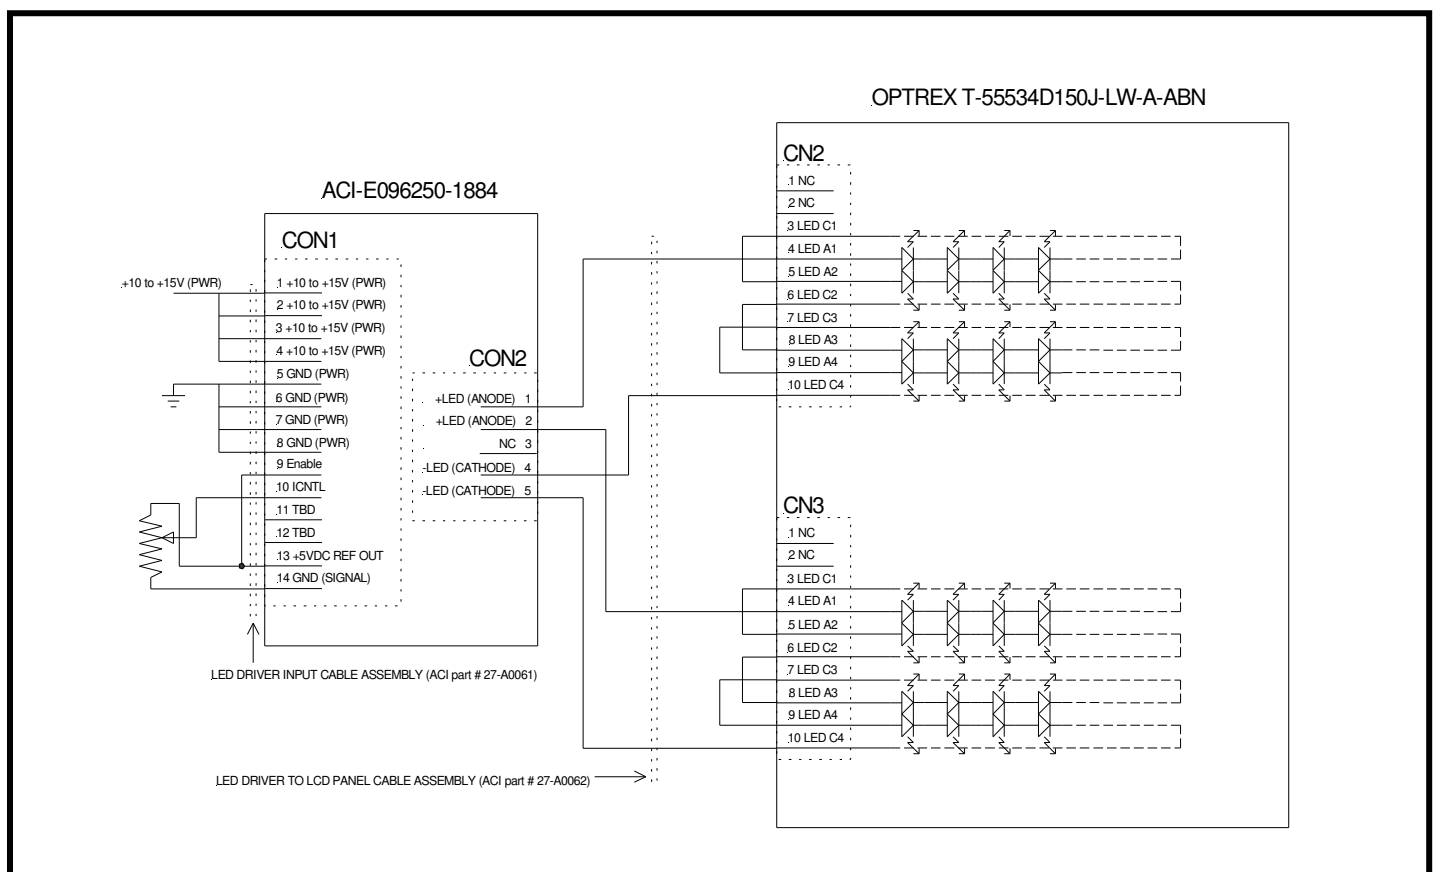 OPTREX T-55534D150J-LW-A-ABN
CN2
1 NC
2 NC
3 LED C1
4 LED A1
5 LED A2
6 LED C2
7 LED C3
8 LED A3
9 LED A4
10 LED C4
ACI-E096250-1884
CON1
+10 to +15V (PWR)
1 +10 to +15V (PWR)
2 +10 to +15V (PWR)
3 +10 to +15V (PWR)
4 +10 to +15V (PWR)
5 GND (PWR)
6 GND (PWR)
7 GND (PWR)
8 GND (PWR)
9 Enable
10 ICNTL
11 TBD
12 TBD
13 +5VDC REF OUT
14 GND (SIGNAL)
CON2
+LED (ANODE) 1
+LED (ANODE) 2
NC 3
-LED (CATHODE) 4
-LED (CATHODE) 5
CN3
1 NC
2 NC
3 LED C1
4 LED A1
5 LED A2
6 LED C2
7 LED C3
8 LED A3
9 LED A4
10 LED C4
LED DRIVER INPUT CABLE ASSEMBLY (ACI part # 27-A0061)
LED DRIVER TO LCD PANEL CABLE ASSEMBLY (ACI part # 27-A0062)